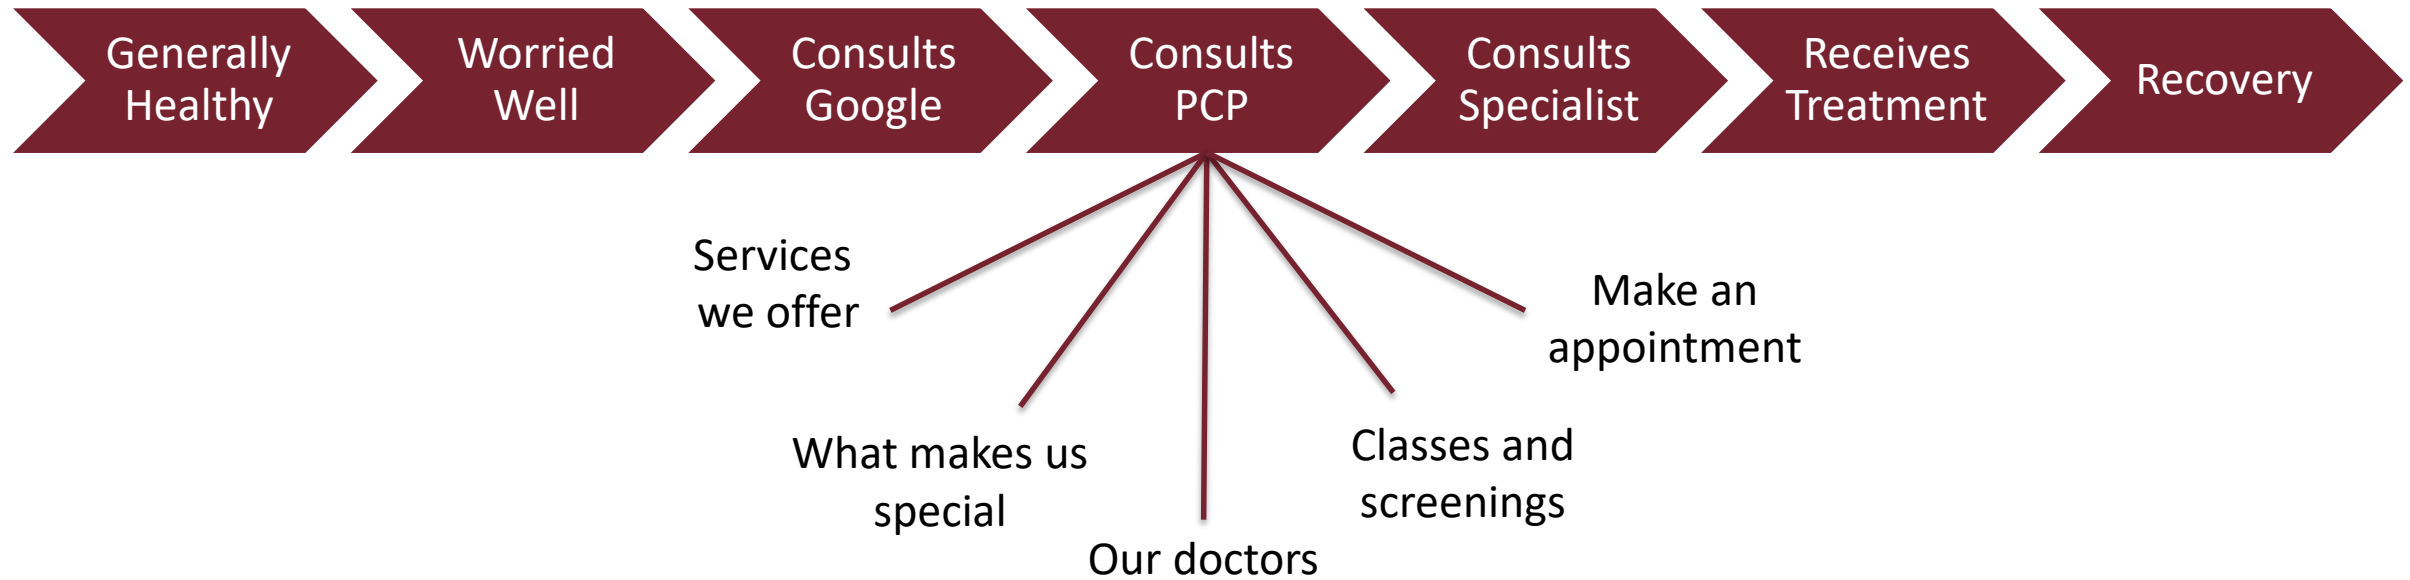 Generally
Healthy
Worried
Well
Consults
Google
Consults
PCP
Consults
Specialist
Receives
Treatment
Recovery
Services
we offer
What makes us
special
Our doctors
Classes and
screenings
Make an
appointment